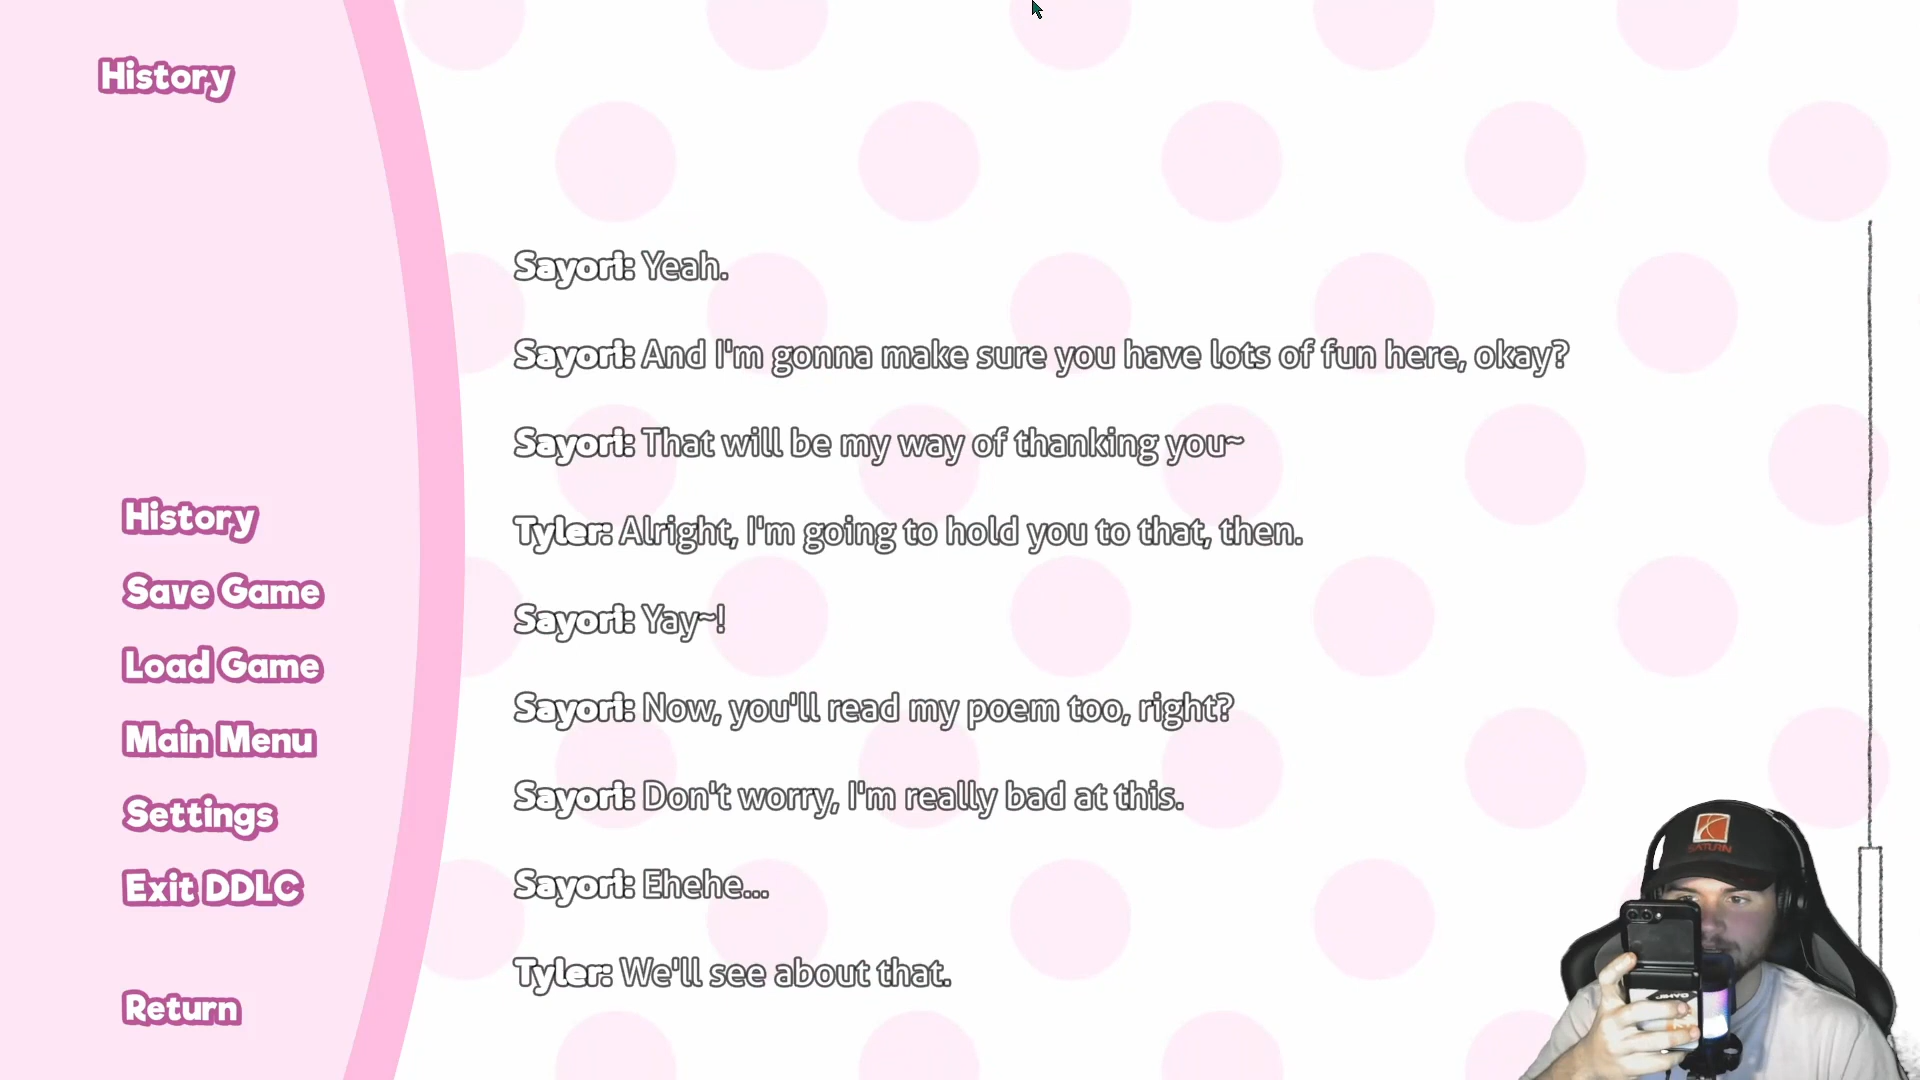 History
Sayori: Yeah.
Sayori: And I'm gonna make sure you have lots of fun here, okay?
Sayori: That will be my way of thanking you~
Tyler: Alright, I'm going to hold you to that, then.
Sayori: Yay~!
Sayori: Now, you'll read my poem too, right?
Sayori: Don't worry, I'm really bad at this.
Sayori: Ehehe...
Tyler: We'll see about that.
History
Save Game
Load Game
Main Menu
Settings
Exit DDLC
Return
SATURN